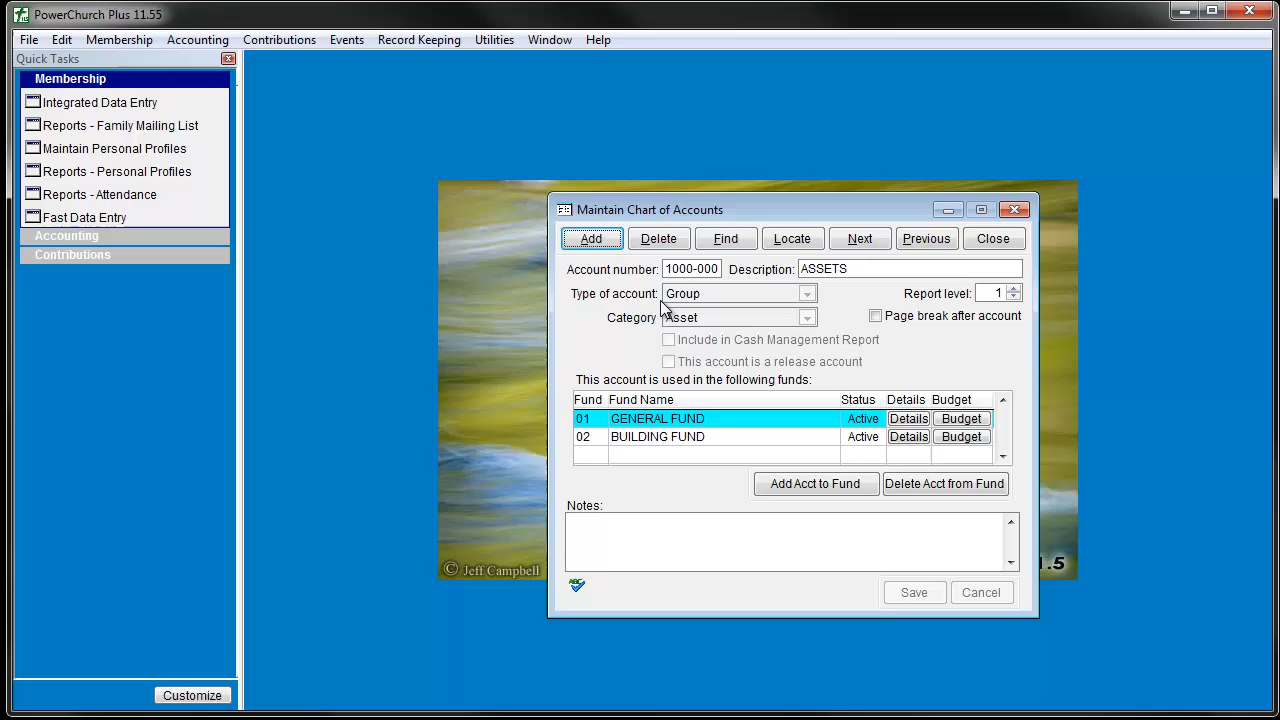 PowerChurch Plus 11.55
File Edit Membership Accounting Contributions Events Record Keeping Utilities Window Help
Quick Tasks
Membership
Integrated Data Entry
Reports - Family Mailing List
Maintain Personal Profiles
Reports - Personal Profiles
Reports - Attendance
Fast Data Entry
Accounting
Contributions
Customize
Maintain Chart of Accounts
Add Delete Find Locate Next Previous Close
Account number: 1000-000 Description: ASSETS
Type of account: Group Report level: 1
Category Asset Page break after account
Include in Cash Management Report
This account is a release account
This account is used in the following funds:
Fund Fund Name Status Details Budget
01 GENERAL FUND Active Details Budget
02 BUILDING FUND Active Details Budget
Add Acct to Fund Delete Acct from Fund
Notes:
ABC
Save Cancel
© Jeff Campbell
1.5